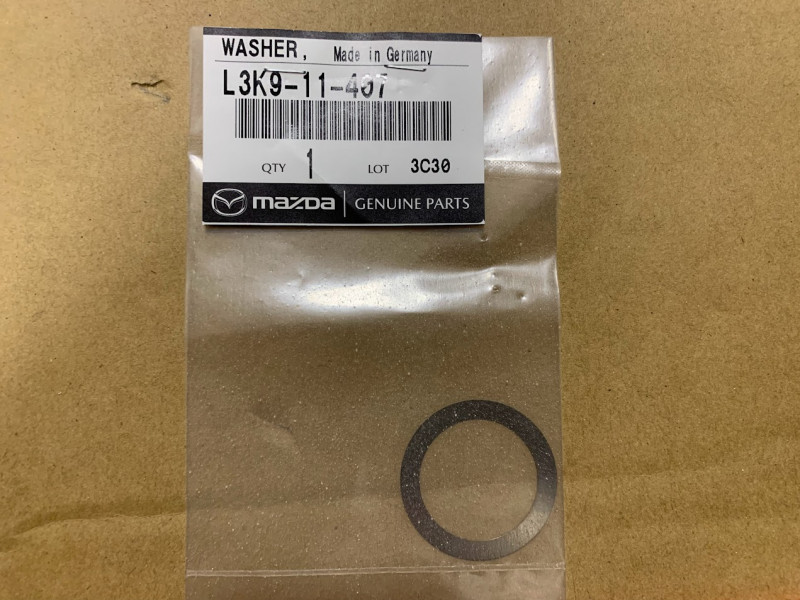 WASHER, Made in Germany
L3K9-11-407
QTY 1 LOT 3C30
mazda GENUINE PARTS